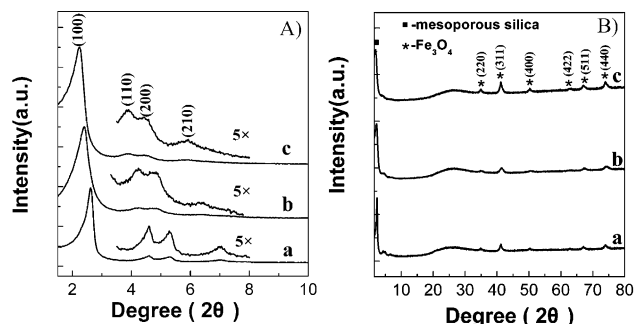 A)
(100)
(110)
(200)
(210)
5×
c
5×
b
5×
a
Intensity(a.u.)
2 4 6 8 10
Degree ( 2θ )
B)
■-mesoporous silica
*-Fe₃O₄
*(220)
*(311)
*(400)
*(422)
*(511)
*(440)
c
b
a
Intensity(a.u.)
10 20 30 40 50 60 70 80
Degree ( 2θ )